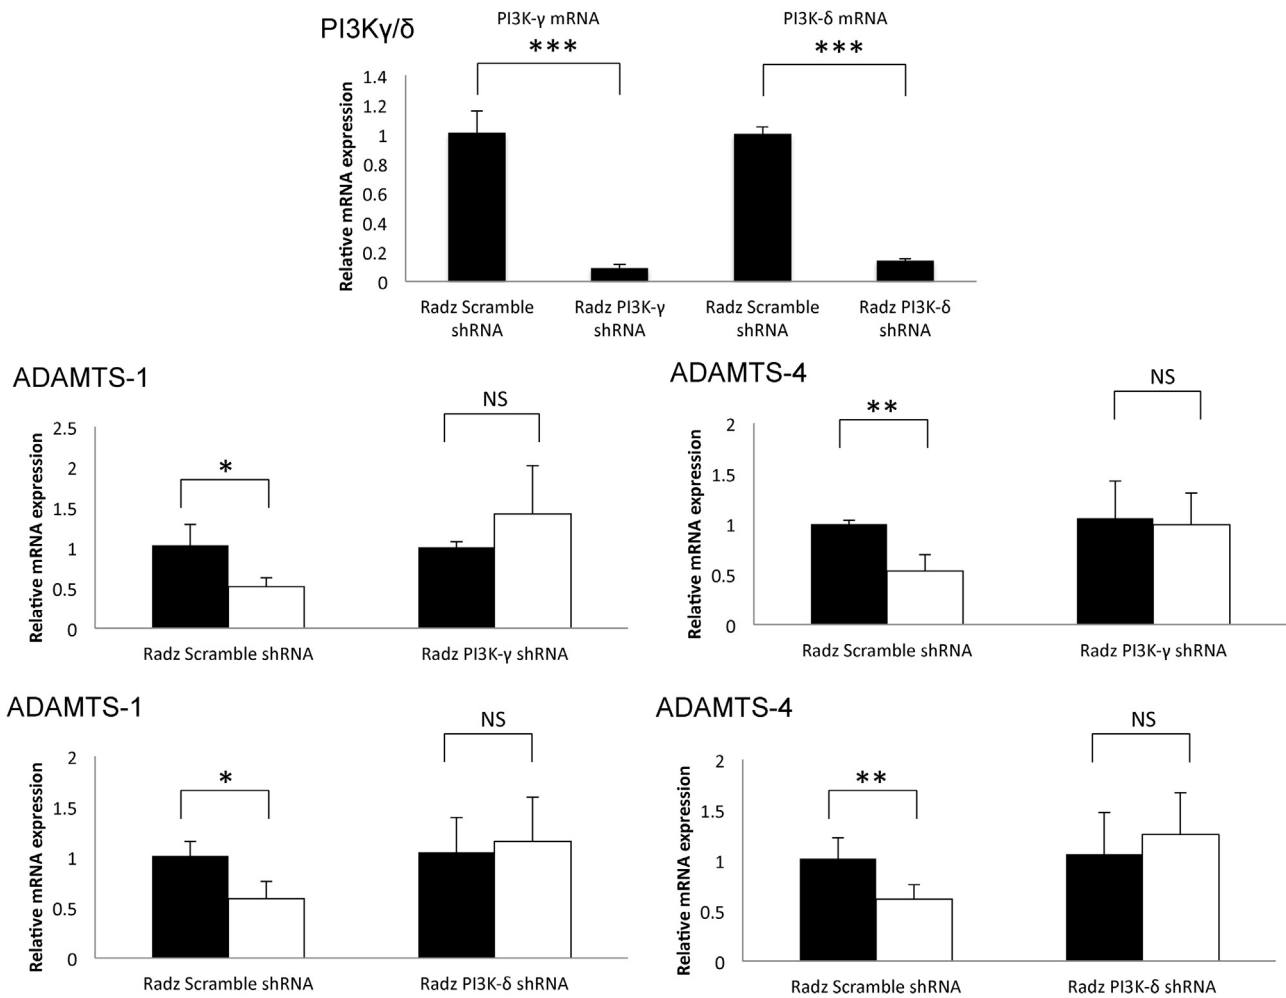 PI3Kγ/δ
PI3K-γ mRNA
PI3K-δ mRNA
***
***
Relative mRNA expression
1.4
1.2
1
0.8
0.6
0.4
0.2
0
Radz Scramble
shRNA
Radz PI3K-γ
shRNA
Radz Scramble
shRNA
Radz PI3K-δ
shRNA
ADAMTS-1
Relative mRNA expression
2.5
2
1.5
1
0.5
0
*
NS
Radz Scramble shRNA
Radz PI3K-γ shRNA
ADAMTS-4
Relative mRNA expression
2
1.5
1
0.5
0
**
NS
Radz Scramble shRNA
Radz PI3K-γ shRNA
ADAMTS-1
Relative mRNA expression
2
1.5
1
0.5
0
*
NS
Radz Scramble shRNA
Radz PI3K-δ shRNA
ADAMTS-4
Relative mRNA expression
2
1.5
1
0.5
0
**
NS
Radz Scramble shRNA
Radz PI3K-δ shRNA